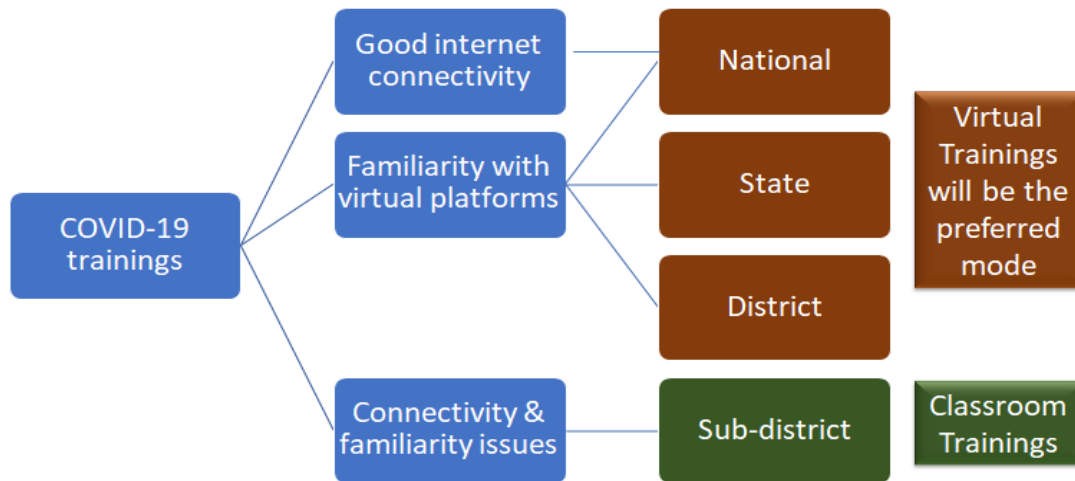 Good internet
connectivity
National
Familiarity with
virtual platforms
State
COVID-19
trainings
District
Virtual
Trainings
will be the
preferred
mode
Connectivity &
familiarity issues
Sub-district
Classroom
Trainings